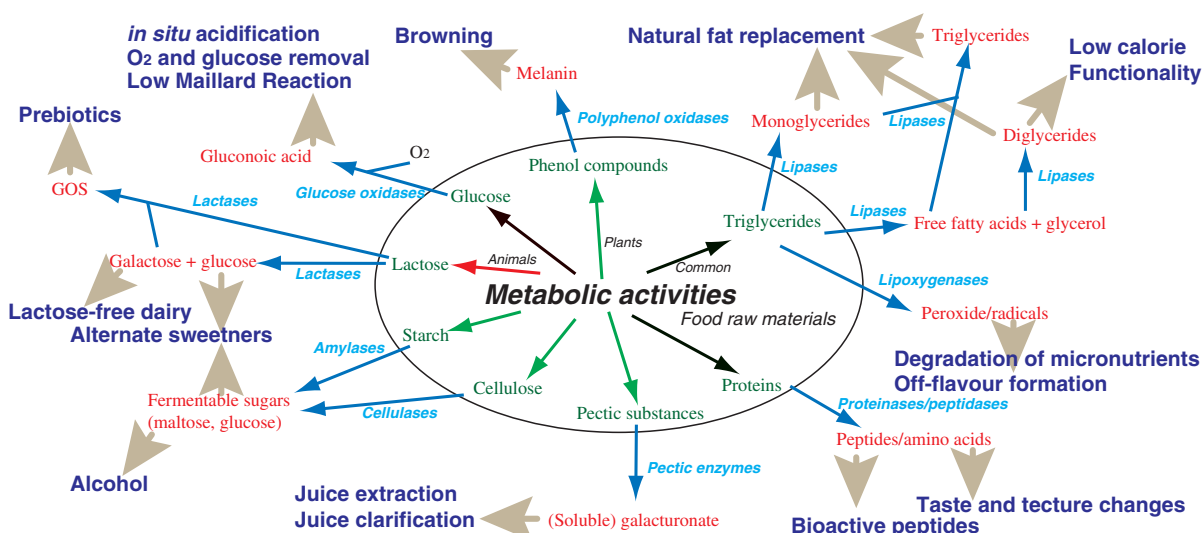 in situ acidification
O2 and glucose removal
Low Maillard Reaction
Browning
Natural fat replacement
Triglycerides
Low calorie
Functionality
Melanin
Prebiotics
Polyphenol oxidases
Monoglycerides
Lipases
Diglycerides
Gluconoic acid
O2
Phenol compounds
Lipases
Lipases
GOS
Lactases
Glucose oxidases
Glucose
Triglycerides
Lipases
Free fatty acids + glycerol
Plants
Galactose + glucose
Lactases
Lactose
Animals
Common
Lipoxygenases
Metabolic activities
Food raw materials
Peroxide/radicals
Lactose-free dairy
Alternate sweetners
Starch
Amylases
Degradation of micronutrients
Off-flavour formation
Cellulose
Proteins
Fermentable sugars
(maltose, glucose)
Cellulases
Pectic substances
Proteinases/peptidases
Peptides/amino acids
Pectic enzymes
Alcohol
Juice extraction
Juice clarification
(Soluble) galacturonate
Taste and tecture changes
Bioactive peptides